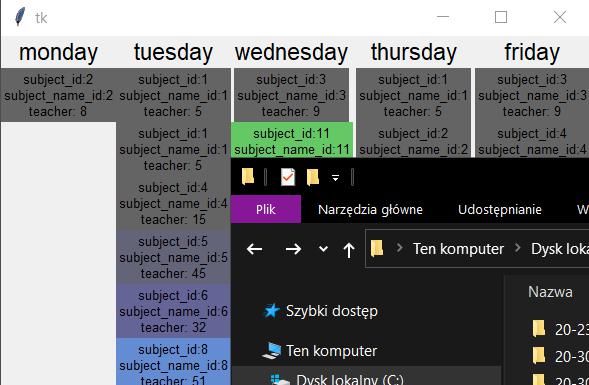 tk
monday tuesday wednesday thursday friday
subject_id:2 subject_id:1 subject_id:3 subject_id:1 subject_id:3
subject_name_id:2 subject_name_id:1 subject_name_id:3 subject_name_id:1 subject_name_id:3
teacher: 8 teacher: 5 teacher: 9 teacher: 5 teacher: 9
subject_id:1 subject_id:11 subject_id:2 subject_id:4
subject_name_id:1 subject_name_id:11 subject_name_id:2 subject_name_id:4
teacher: 5
subject_id:4
subject_name_id:4
teacher: 15
subject_id:5
subject_name_id:5
teacher: 45
subject_id:6
subject_name_id:6
teacher: 32
subject_id:8
subject_name_id:8
teacher: 51
Plik Narzędzia główne Udostępnianie W
Ten komputer Dysk loka
Nazwa
Szybki dostęp
20-23
Ten komputer
20-30
Dysk lokalny (C:)
20-30